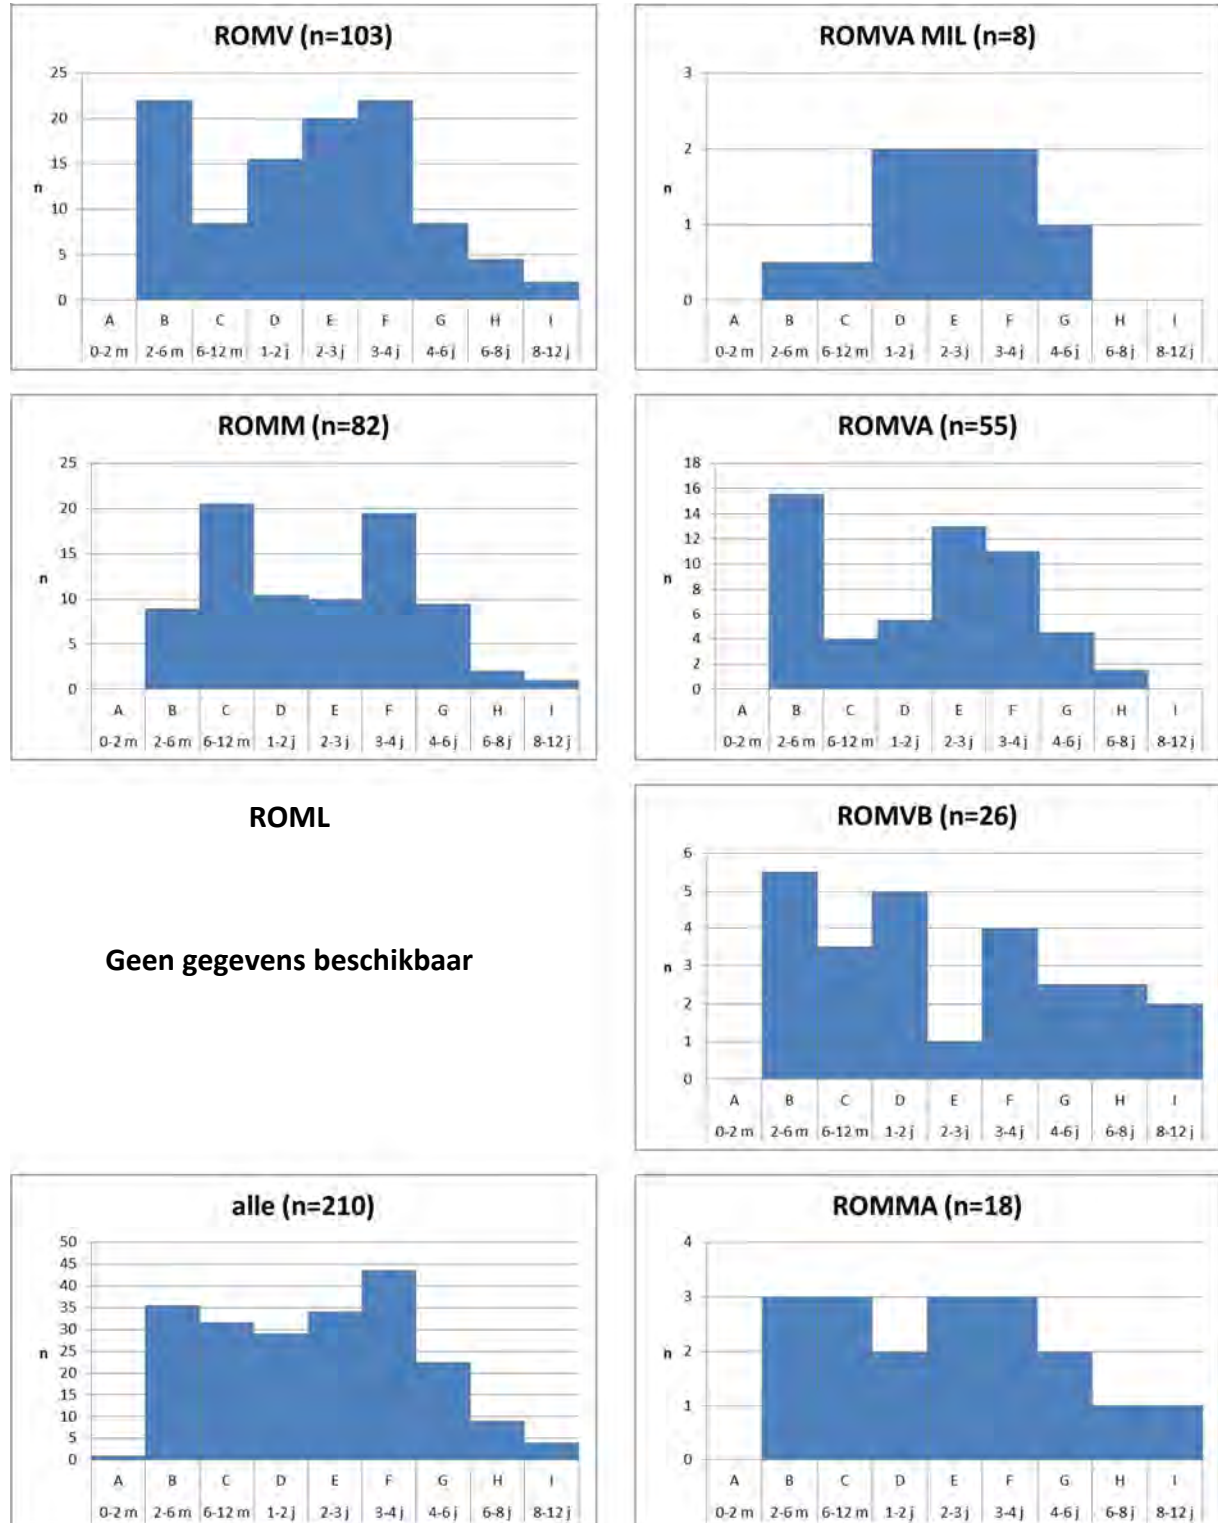 ROMV (n=103)
25
20
15
n
10
5
0
A B C D E F G H I
0-2 m 2-6 m 6-12 m 1-2 j 2-3 j 3-4 j 4-6 j 6-8 j 8-12 j
ROMVA MIL (n=8)
3
2
n
1
0
A B C D E F G H I
0-2 m 2-6 m 6-12 m 1-2 j 2-3 j 3-4 j 4-6 j 6-8 j 8-12 j
ROMM (n=82)
25
20
15
n
10
5
0
A B C D E F G H I
0-2 m 2-6 m 6-12 m 1-2 j 2-3 j 3-4 j 4-6 j 6-8 j 8-12 j
ROMVA (n=55)
18
16
14
12
10
n
8
6
4
2
0
A B C D E F G H I
0-2 m 2-6 m 6-12 m 1-2 j 2-3 j 3-4 j 4-6 j 6-8 j 8-12 j
ROML
Geen gegevens beschikbaar
ROMVB (n=26)
6
5
4
n
3
2
1
0
A B C D E F G H I
0-2 m 2-6 m 6-12 m 1-2 j 2-3 j 3-4 j 4-6 j 6-8 j 8-12 j
alle (n=210)
50
45
40
35
30
n
25
20
15
10
5
0
A B C D E F G H I
0-2 m 2-6 m 6-12 m 1-2 j 2-3 j 3-4 j 4-6 j 6-8 j 8-12 j
ROMMA (n=18)
4
3
n
2
1
0
A B C D E F G H I
0-2 m 2-6 m 6-12 m 1-2 j 2-3 j 3-4 j 4-6 j 6-8 j 8-12 j